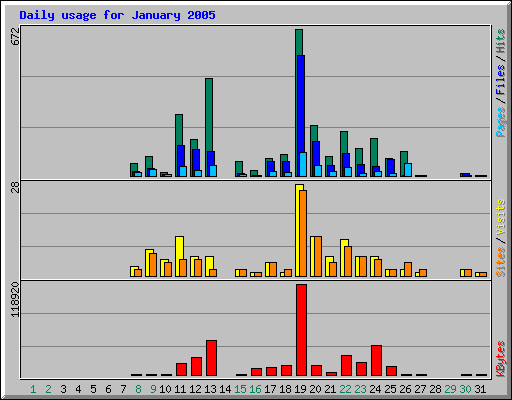 Daily usage for January 2005
672
28
118920
Pages / Files / Hits
Sites / Visits
KBytes
1 2 3 4 5 6 7 8 9 10 11 12 13 14 15 16 17 18 19 20 21 22 23 24 25 26 27 28 29 30 31